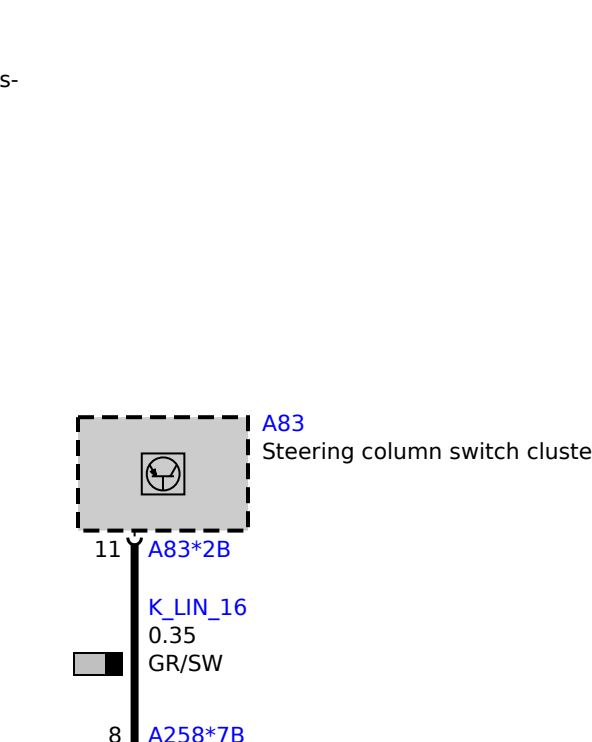 s-
A83
Steering column switch cluste
11 A83*2B
K_LIN_16
0.35
GR/SW
8 A258*7B